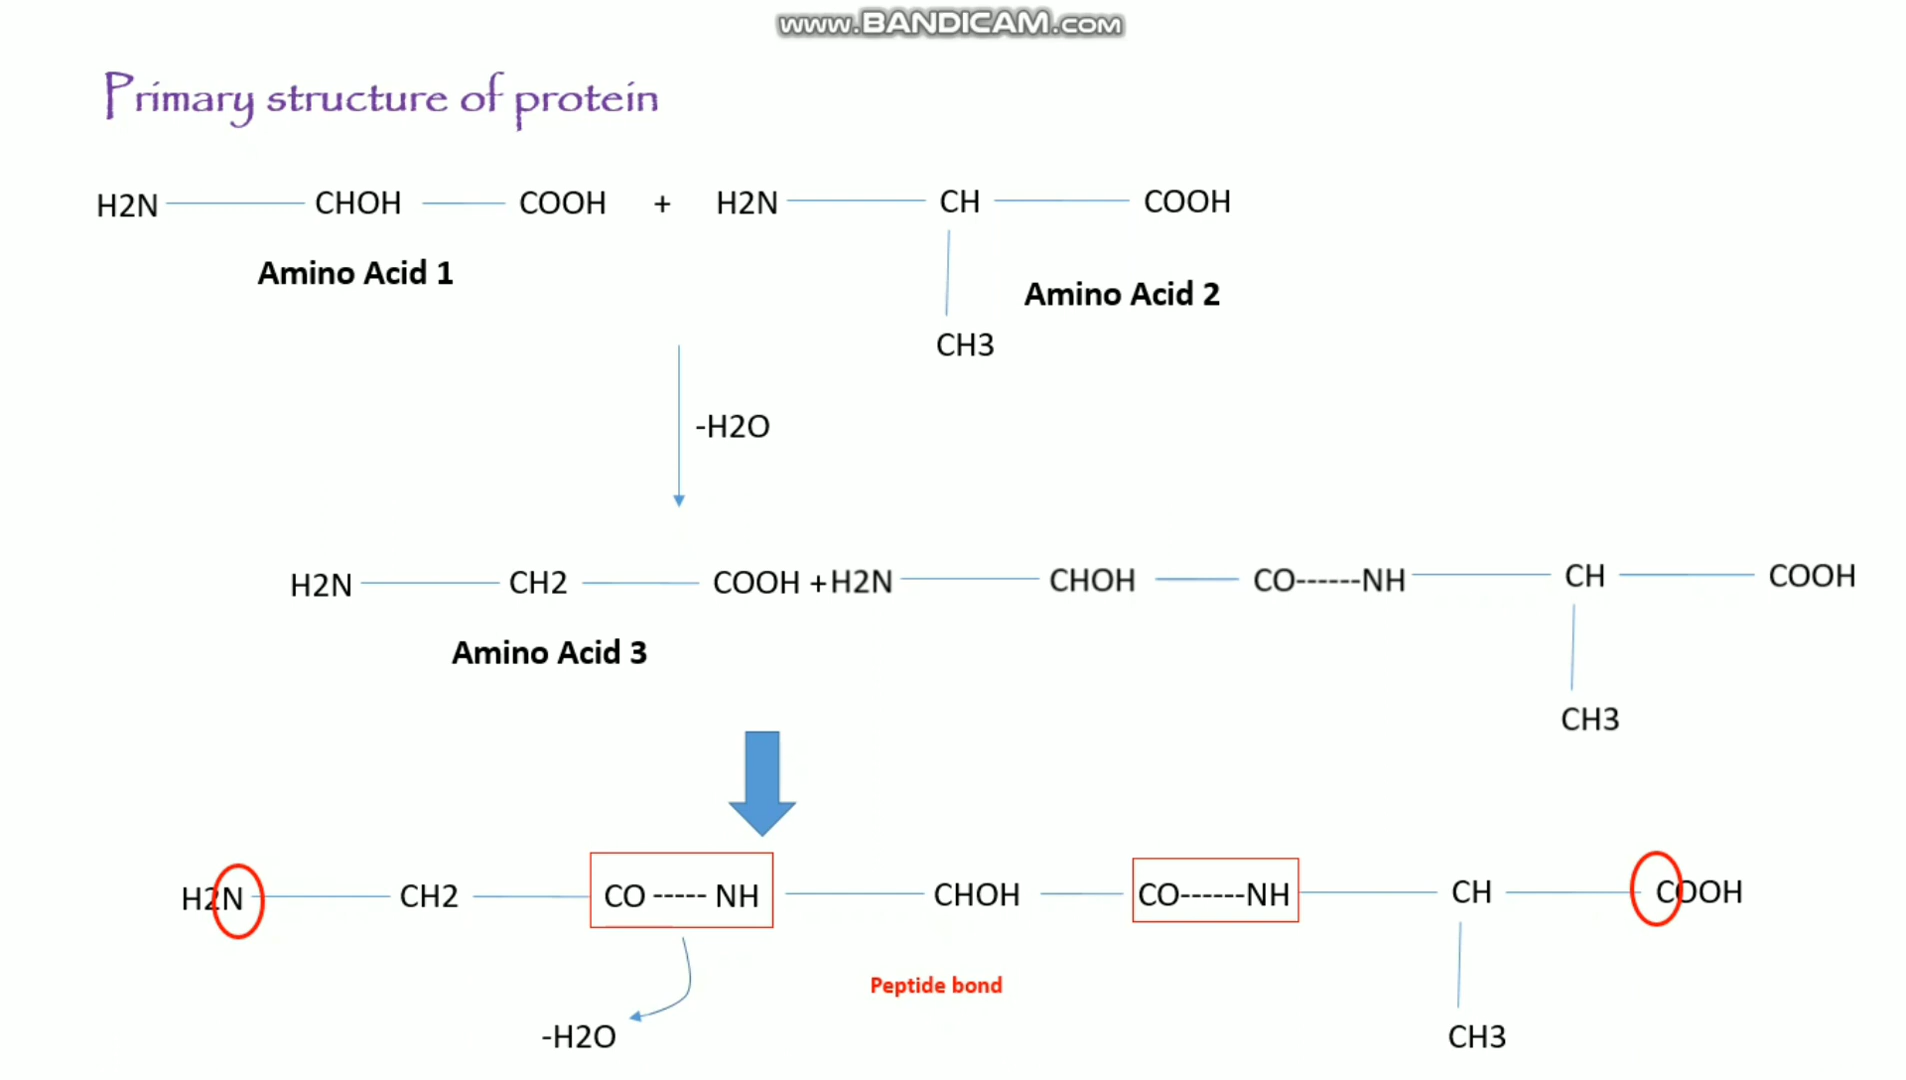 www.BANDICAM.com
Primary structure of protein
H2N CHOH COOH + H2N CH COOH
Amino Acid 1
Amino Acid 2
CH3
-H2O
H2N CH2 COOH +H2N CHOH CO------NH CH COOH
Amino Acid 3
CH3
H2N CH2 CO ----- NH CHOH CO------NH CH COOH
Peptide bond
-H2O
CH3